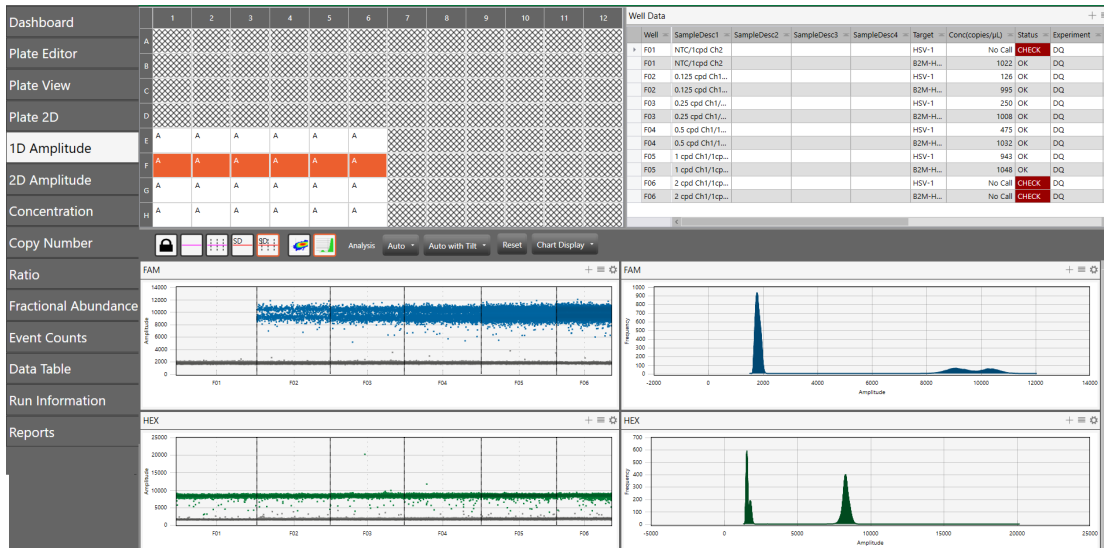 Dashboard
Plate Editor
Plate View
Plate 2D
1D Amplitude
2D Amplitude
Concentration
Copy Number
Ratio
Fractional Abundance
Event Counts
Data Table
Run Information
Reports
1 2 3 4 5 6 7 8 9 10 11 12
A
B
C
D
E A A A A A A
F A A A A A A
G A A A A A A
H A A A A A A
Well Data
Well SampleDesc1 SampleDesc2 SampleDesc3 SampleDesc4 Target Conc(copies/µL) Status Experiment
F01 NTC/1cpd Ch2 HSV-1 No Call CHECK DQ
F01 NTC/1cpd Ch2 B2M-H... 1022 OK DQ
F02 0.125 cpd Ch1... HSV-1 126 OK DQ
F02 0.125 cpd Ch1... B2M-H... 995 OK DQ
F03 0.25 cpd Ch1/... HSV-1 250 OK DQ
F03 0.25 cpd Ch1/... B2M-H... 1008 OK DQ
F04 0.5 cpd Ch1/1... HSV-1 475 OK DQ
F04 0.5 cpd Ch1/1... B2M-H... 1032 OK DQ
F05 1 cpd Ch1/1cp... HSV-1 943 OK DQ
F05 1 cpd Ch1/1cp... B2M-H... 1048 OK DQ
F06 2 cpd Ch1/1cp... HSV-1 No Call CHECK DQ
F06 2 cpd Ch1/1cp... B2M-H... No Call CHECK DQ
SD Analysis Auto Auto with Tilt Reset Chart Display
FAM
Amplitude
14000
12000
10000
8000
6000
4000
2000
0
F01 F02 F03 F04 F05 F06
FAM
Frequency
1000
900
800
700
600
500
400
300
200
100
0
-2000 0 2000 4000 6000 8000 10000 12000 14000
Amplitude
HEX
Amplitude
25000
20000
15000
10000
5000
0
F01 F02 F03 F04 F05 F06
HEX
Frequency
700
600
500
400
300
200
100
0
-5000 0 5000 10000 15000 20000 25000
Amplitude